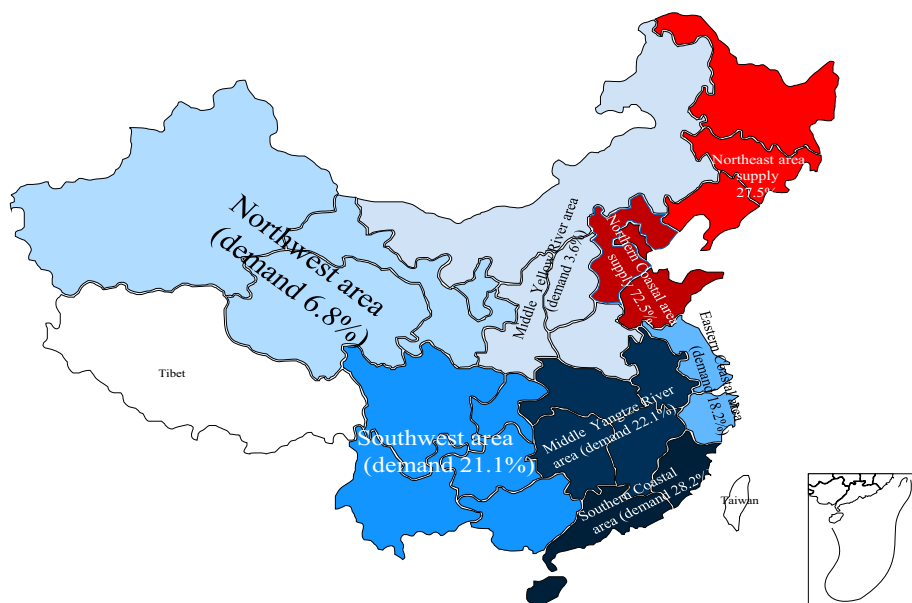 Northeast area
supply
27.5%
Northern Coastal area
supply 72.5%
Middle Yellow River area
(demand 3.6%)
Northwest area
(demand 6.8%)
Eastern Coastal Area
(demand 18.2%)
Tibet
Middle Yangtze River
area (demand 22.1%)
Southwest area
(demand 21.1%)
Southern Coastal
area (demand 28.2%)
Taiwan